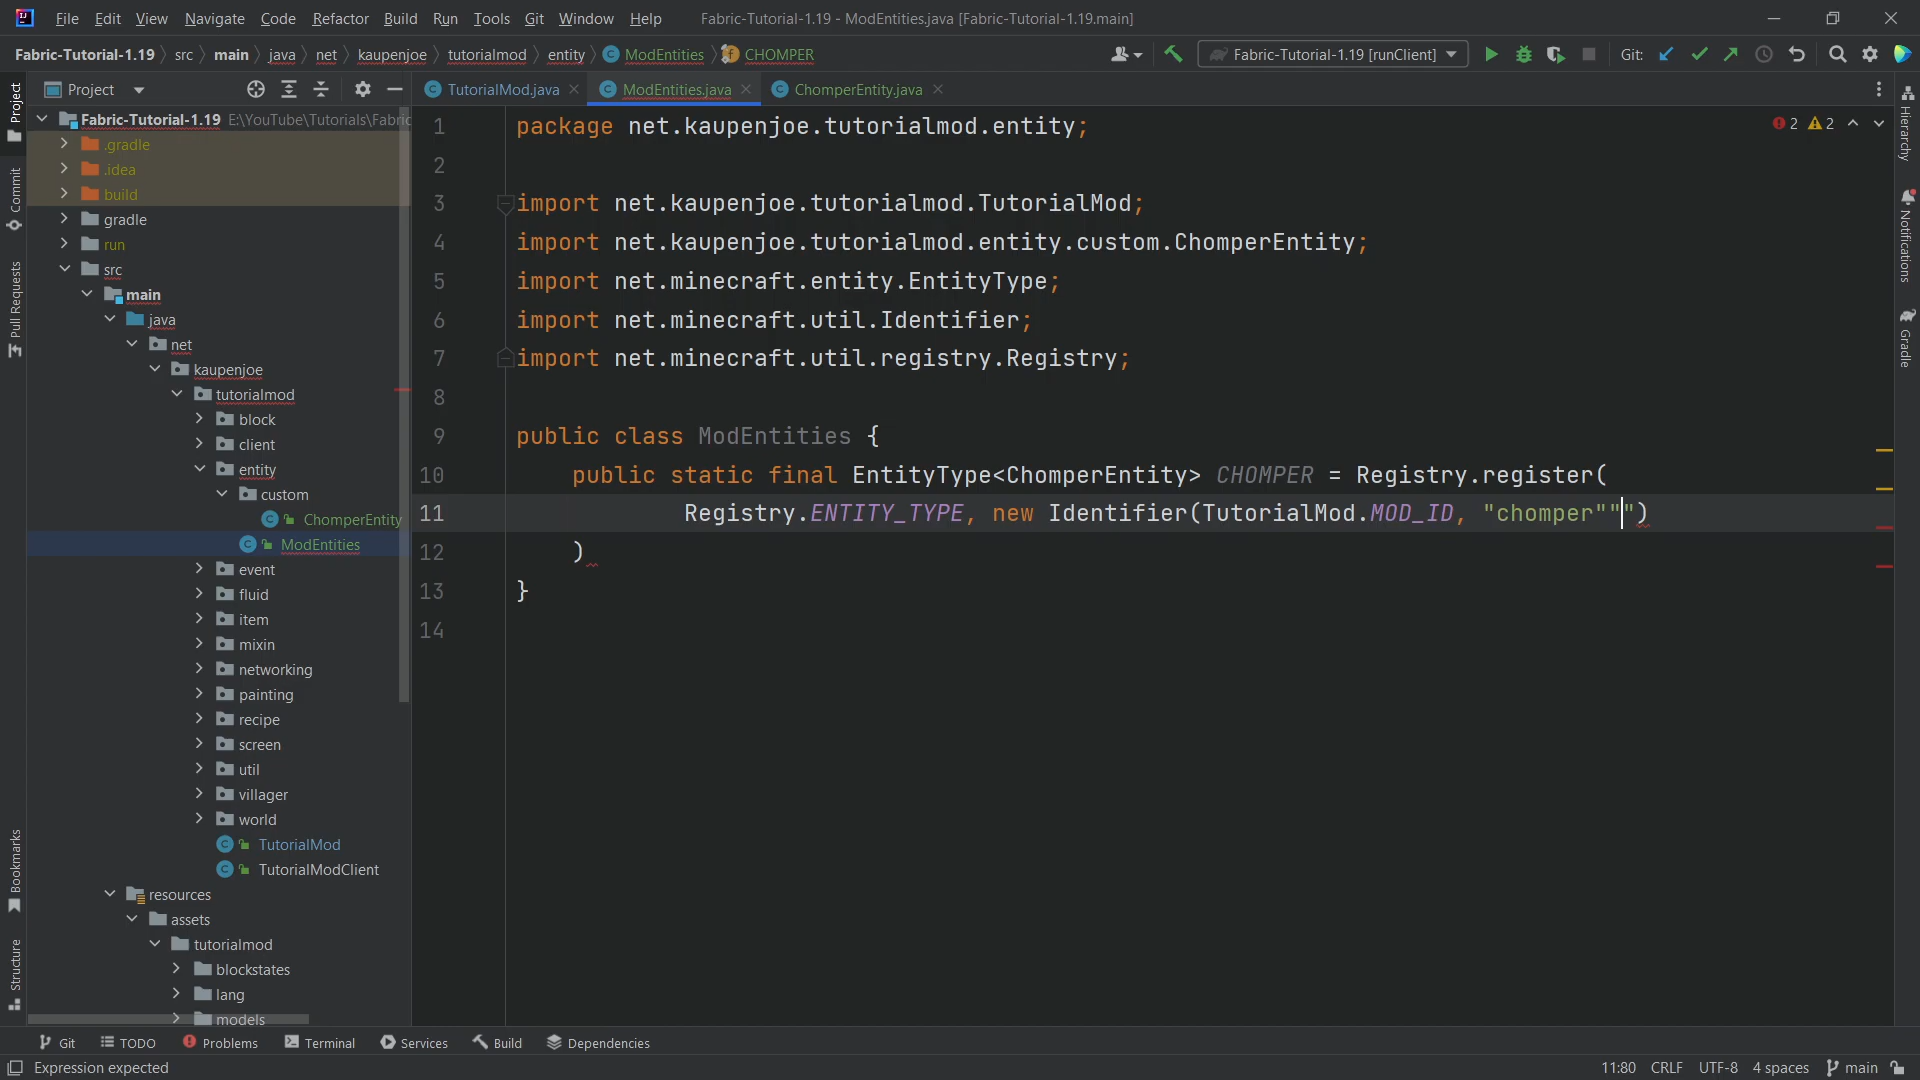 File Edit View Navigate Code Refactor Build Run Tools Git Window Help Fabric-Tutorial-1.19 - ModEntities.java [Fabric-Tutorial-1.19.main]
Fabric-Tutorial-1.19 src main java net kaupenjoe tutorialmod entity ModEntities CHOMPER Fabric-Tutorial-1.19 [runClient] Git:
Project TutorialMod.java ModEntities.java ChomperEntity.java
Fabric-Tutorial-1.19 E:\YouTube\Tutorials\Fabric
.gradle
.idea
build
gradle
run
src
main
java
net
kaupenjoe
tutorialmod
block
client
entity
custom
ChomperEntity
ModEntities
event
fluid
item
mixin
networking
painting
recipe
screen
util
villager
world
TutorialMod
TutorialModClient
resources
assets
tutorialmod
blockstates
lang
models
Project
Commit
Pull Requests
Bookmarks
Structure
1 package net.kaupenjoe.tutorialmod.entity;
2
3 import net.kaupenjoe.tutorialmod.TutorialMod;
4 import net.kaupenjoe.tutorialmod.entity.custom.ChomperEntity;
5 import net.minecraft.entity.EntityType;
6 import net.minecraft.util.Identifier;
7 import net.minecraft.util.registry.Registry;
8
9 public class ModEntities {
10 public static final EntityType<ChomperEntity> CHOMPER = Registry.register(
11 Registry.ENTITY_TYPE, new Identifier(TutorialMod.MOD_ID, "chomper""")
12 )
13 }
14
2 2
Hierarchy
Notifications
Gradle
Git TODO Problems Terminal Services Build Dependencies
Expression expected 11:80 CRLF UTF-8 4 spaces main